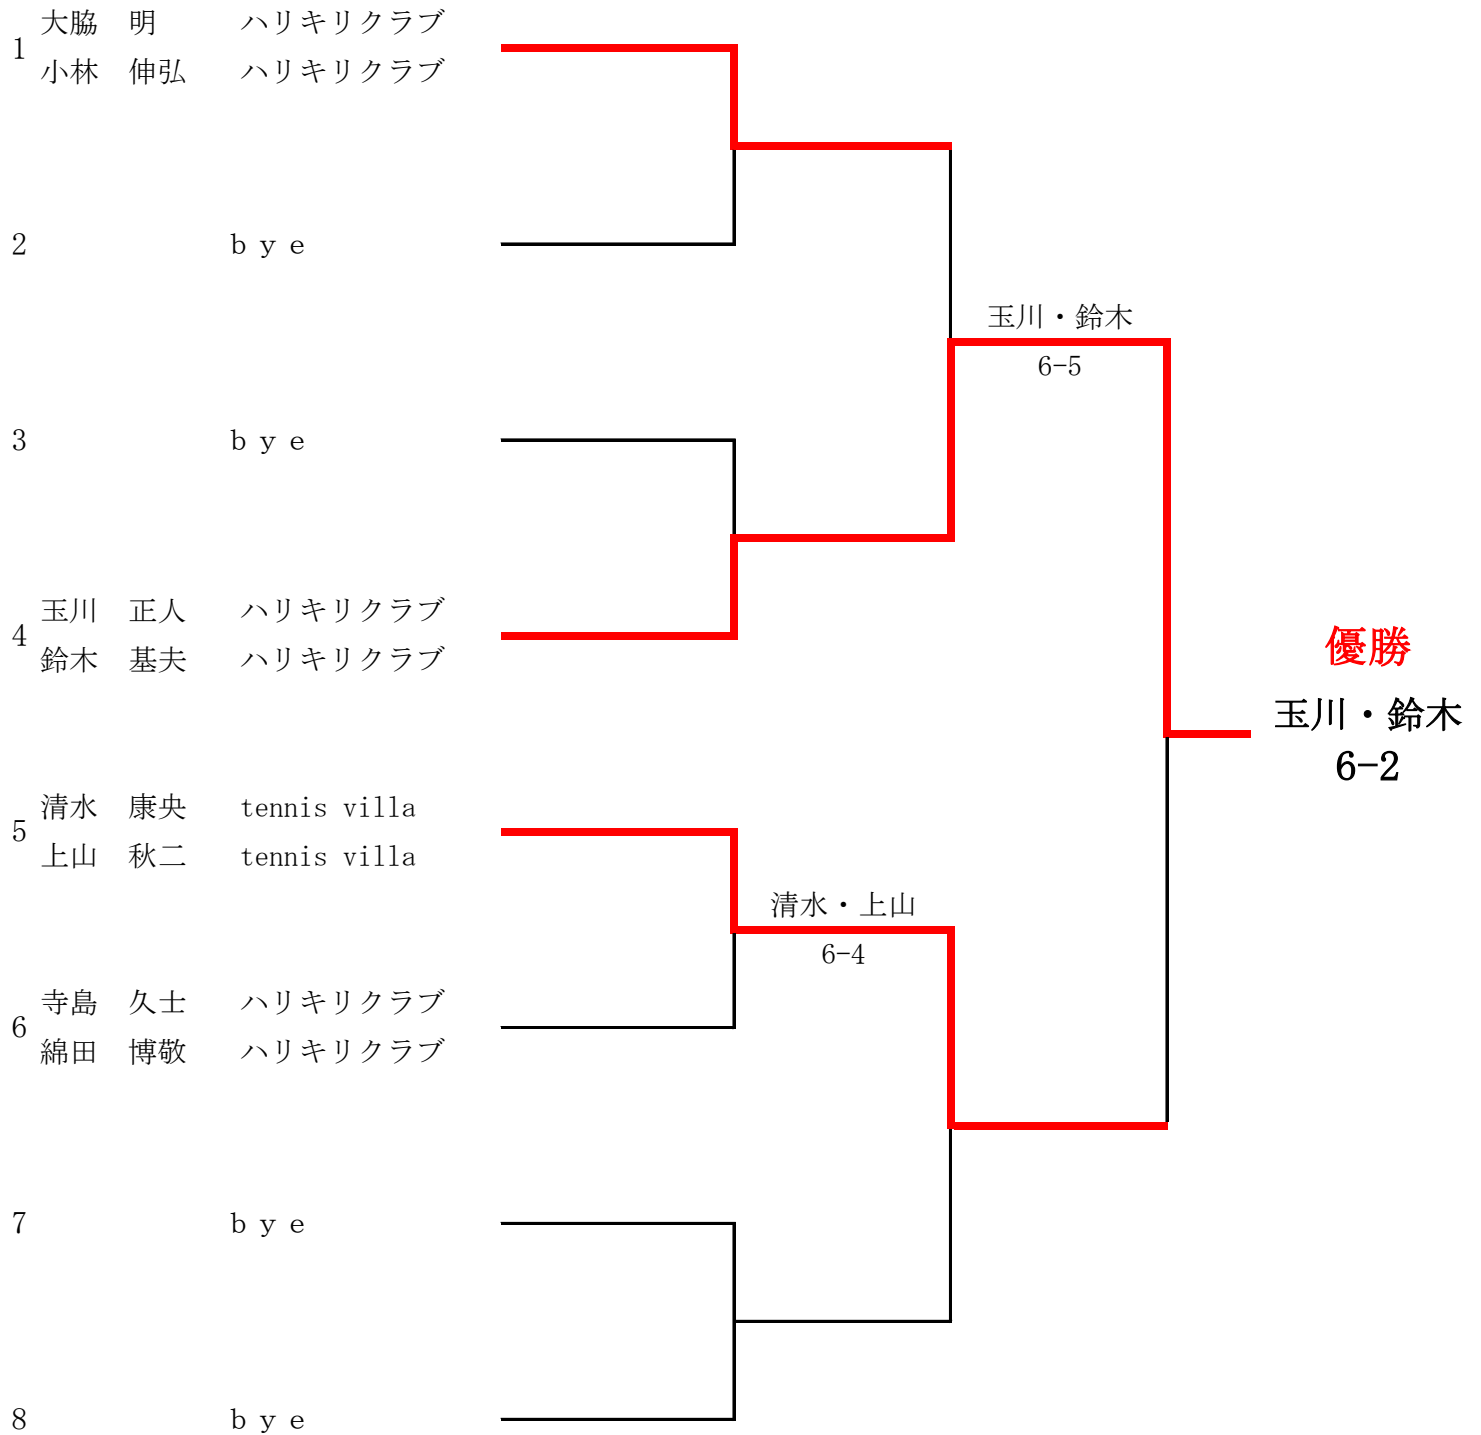 大脇　明　ハリキリクラブ
1
小林　伸弘　ハリキリクラブ
2　ｂｙｅ
玉川・鈴木
6-5
3　ｂｙｅ
玉川　正人　ハリキリクラブ
4
鈴木　基夫　ハリキリクラブ
優勝
玉川・鈴木
6-2
清水　康央　tennis villa
5
上山　秋二　tennis villa
清水・上山
6-4
寺島　久士　ハリキリクラブ
6
綿田　博敬　ハリキリクラブ
7　ｂｙｅ
8　ｂｙｅ